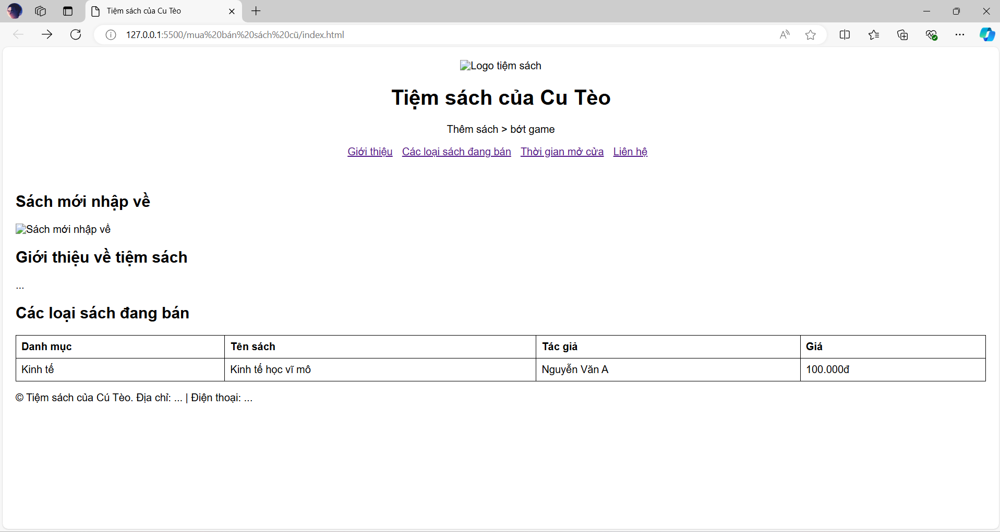 Tiệm sách của Cu Tèo
127.0.0.1:5500/mua%20bán%20sách%20cũ/index.html
Logo tiệm sách
Tiệm sách của Cu Tèo
Thêm sách > bớt game
Giới thiệu Các loại sách đang bán Thời gian mở cửa Liên hệ
Sách mới nhập về
Sách mới nhập về
Giới thiệu về tiệm sách
...
Các loại sách đang bán
Danh mục Tên sách Tác giả Giá
Kinh tế Kinh tế học vĩ mô Nguyễn Văn A 100.000đ
© Tiệm sách của Cú Tèo. Địa chỉ: ... | Điện thoại: ...